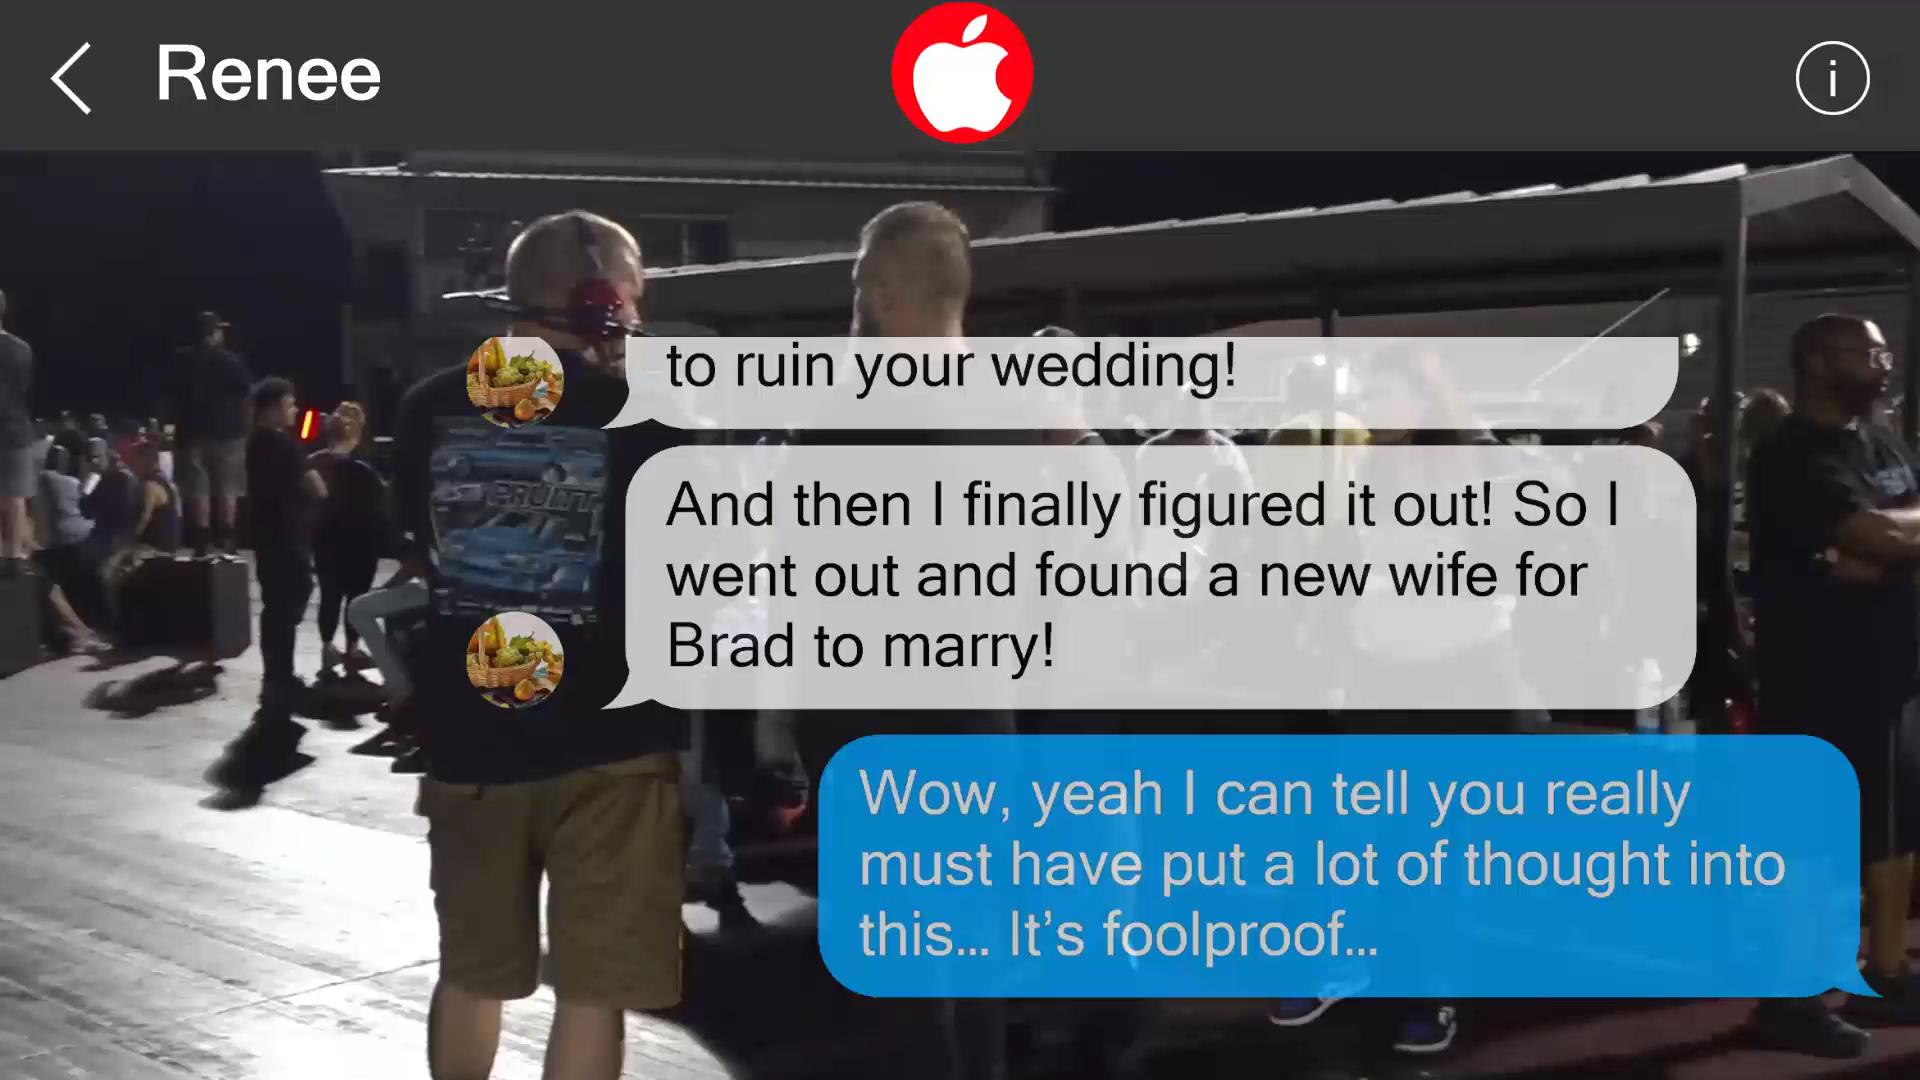 Renee
i
to ruin your wedding!
And then I finally figured it out! So I
went out and found a new wife for
Brad to marry!
Wow, yeah I can tell you really
must have put a lot of thought into
this... It’s foolproof...